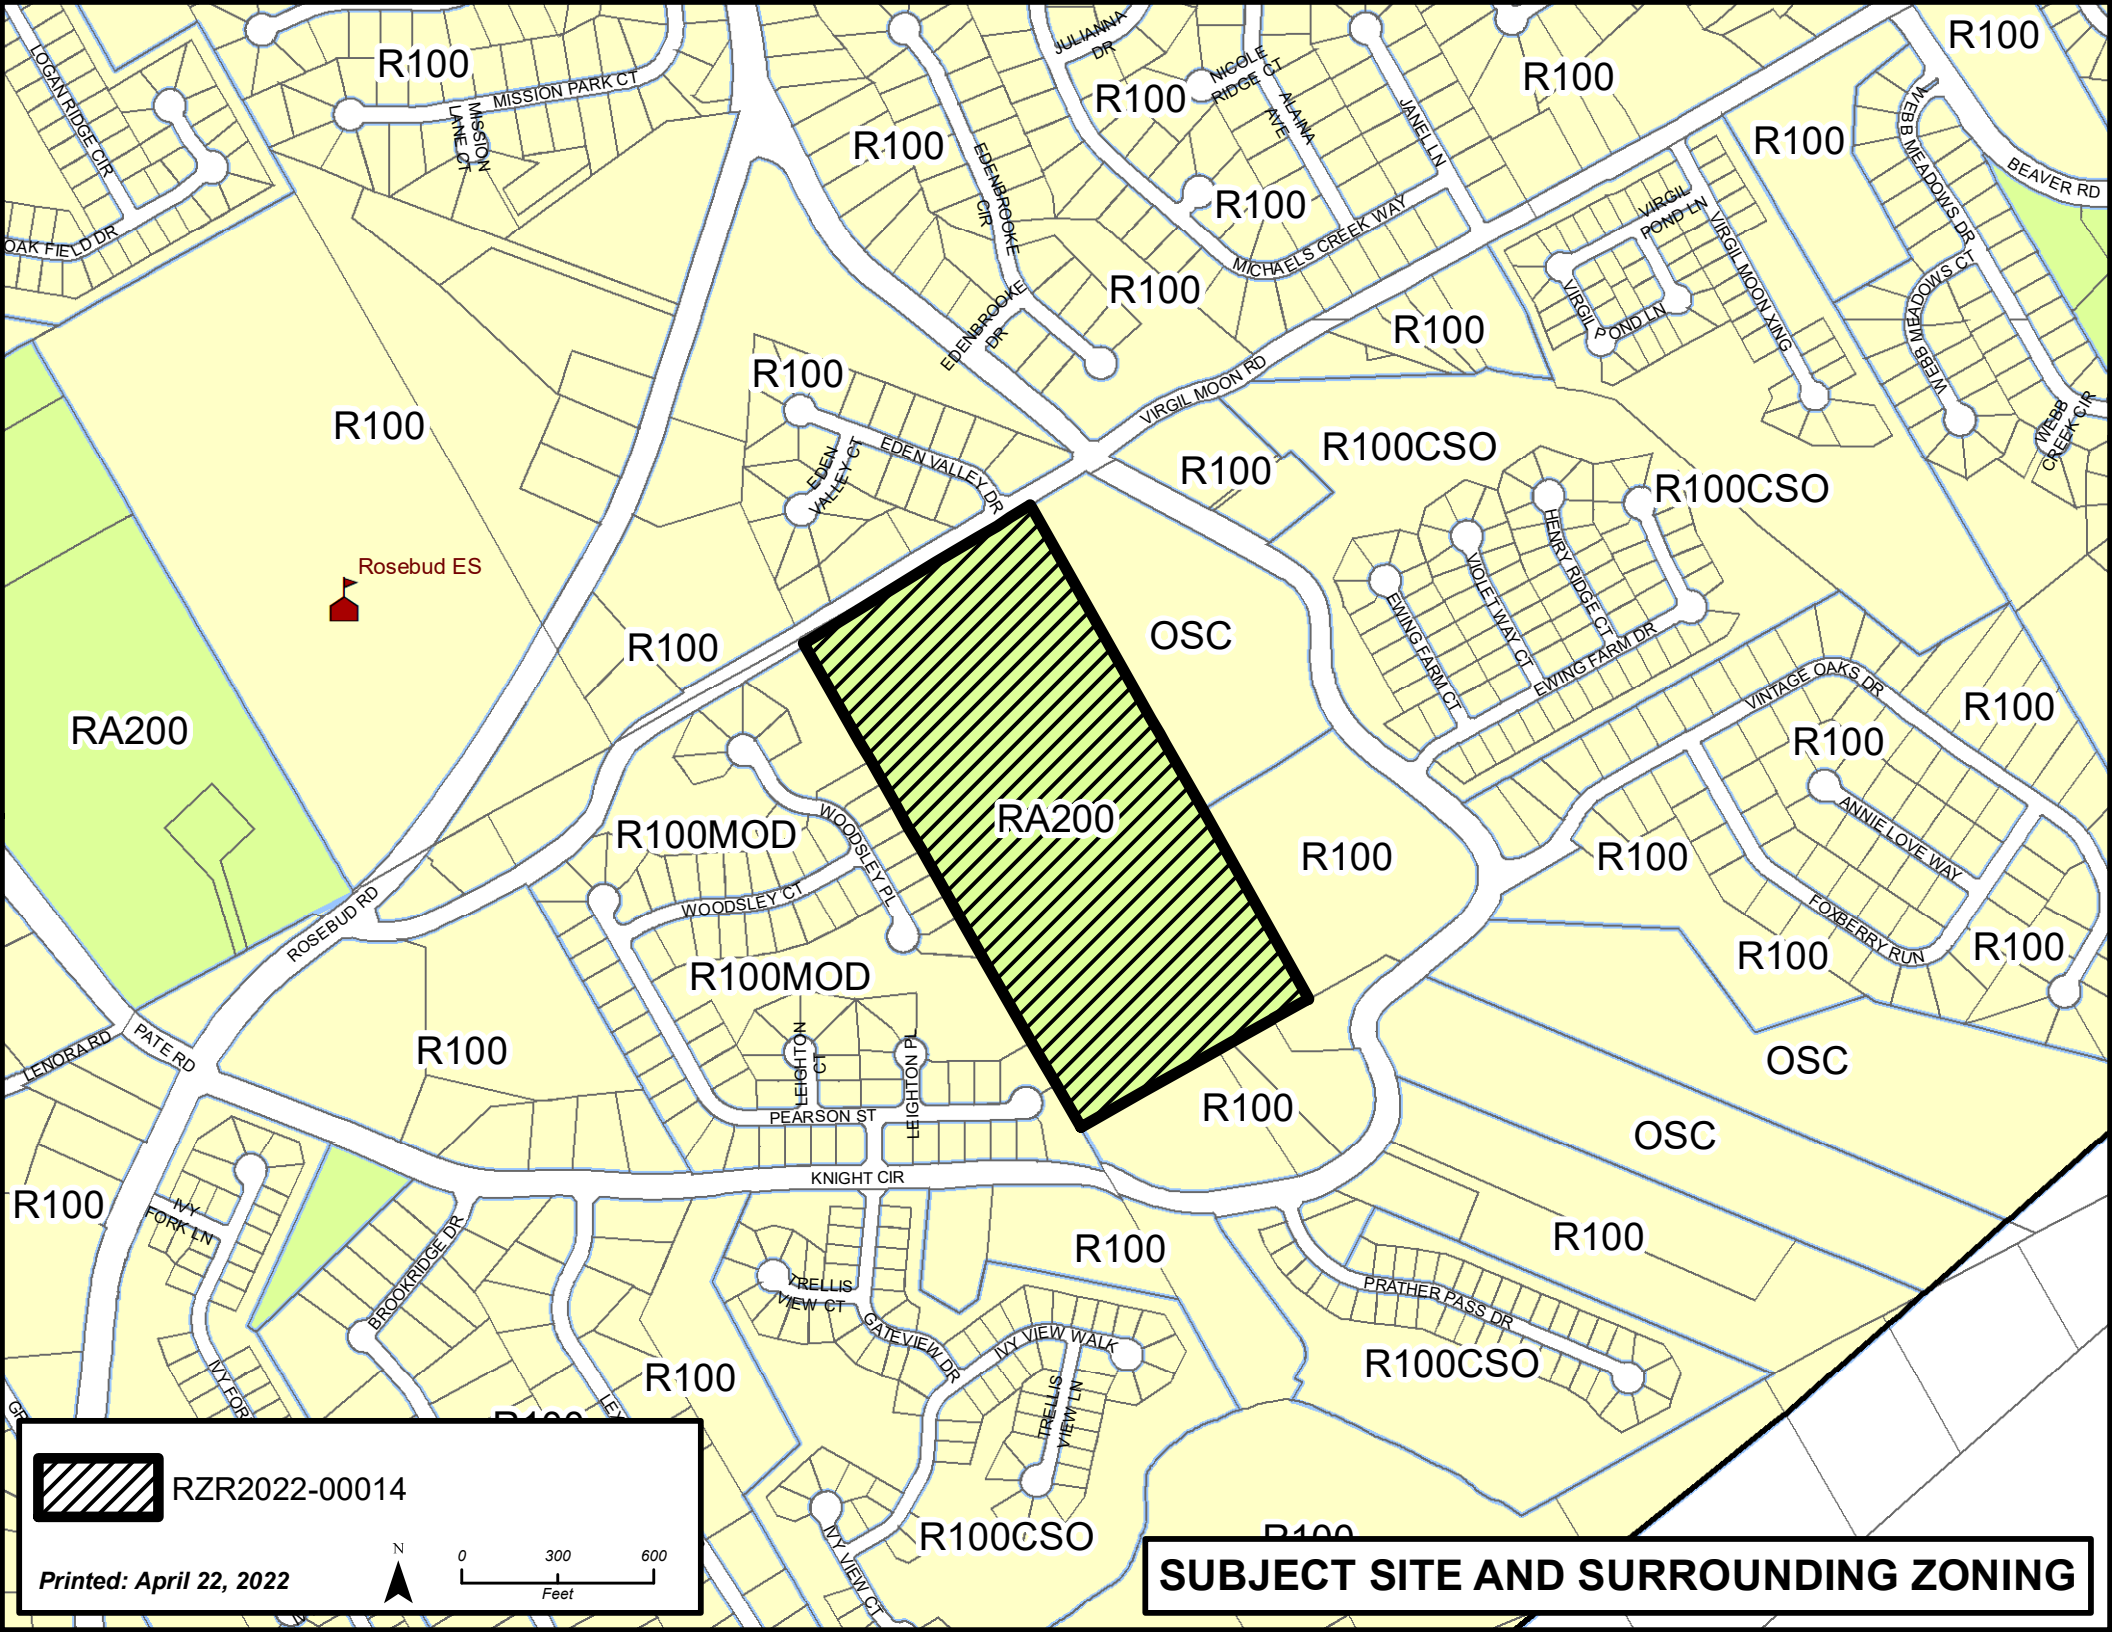 LOGAN RIDGE CIR
R100
MISSION PARK CT
MISSION
LANE CT
OAK FIELD DR
JULIANNA
DR
NICOLE
RIDGE CT
R100
ALAINA
AVE
JANEL LN
R100
R100
R100
WEBB MEADOWS DR
BEAVER RD
R100
EDENBROOKE
CIR
R100
MICHAELS CREEK WAY
VIRGIL
POND LN
VIRGIL MOON XING
VIRGIL
POND LN
WEBB MEADOWS CT
WEBB
CREEK CIR
R100
EDENBROOKE
DR
R100
VIRGIL MOON RD
R100
R100
EDEN
VALLEY CT
EDEN VALLEY DR
R100CSO
R100
R100CSO
Rosebud ES
HENRY RIDGE CT
VIOLET WAY CT
EWING FARM CT
EWING FARM DR
R100
OSC
RA200
VINTAGE OAKS DR
R100
R100
ANNIE LOVE WAY
RA200
R100MOD
WOODSLEY PL
WOODSLEY CT
R100
R100
FOXBERRY RUN
R100
R100
ROSEBUD RD
R100MOD
LENORA RD
PATE RD
R100
LEIGHTON
CT
LEIGHTON PL
PEARSON ST
R100
OSC
OSC
KNIGHT CIR
R100
IVY
FORK LN
BROOKRIDGE DR
R100
R100
TRELLIS
VIEW CT
GATEVIEW DR
IVY VIEW WALK
TRELLIS
VIEW LN
PRATHER PASS DR
R100CSO
R100
IVY FOR
LEX
GR
R100
R100CSO
IVY VIEW CT
R100
RZR2022-00014
Printed: April 22, 2022
N
0 300 600
Feet
SUBJECT SITE AND SURROUNDING ZONING